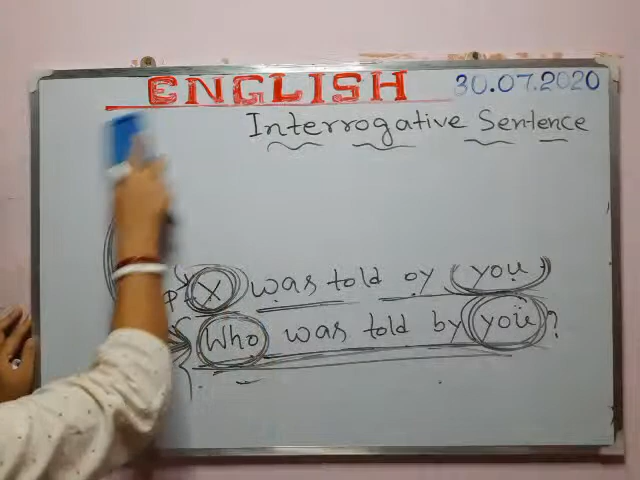 ENGLISH 30.07.2020
Interrogative Sentence
X was told by you
Who was told by you?